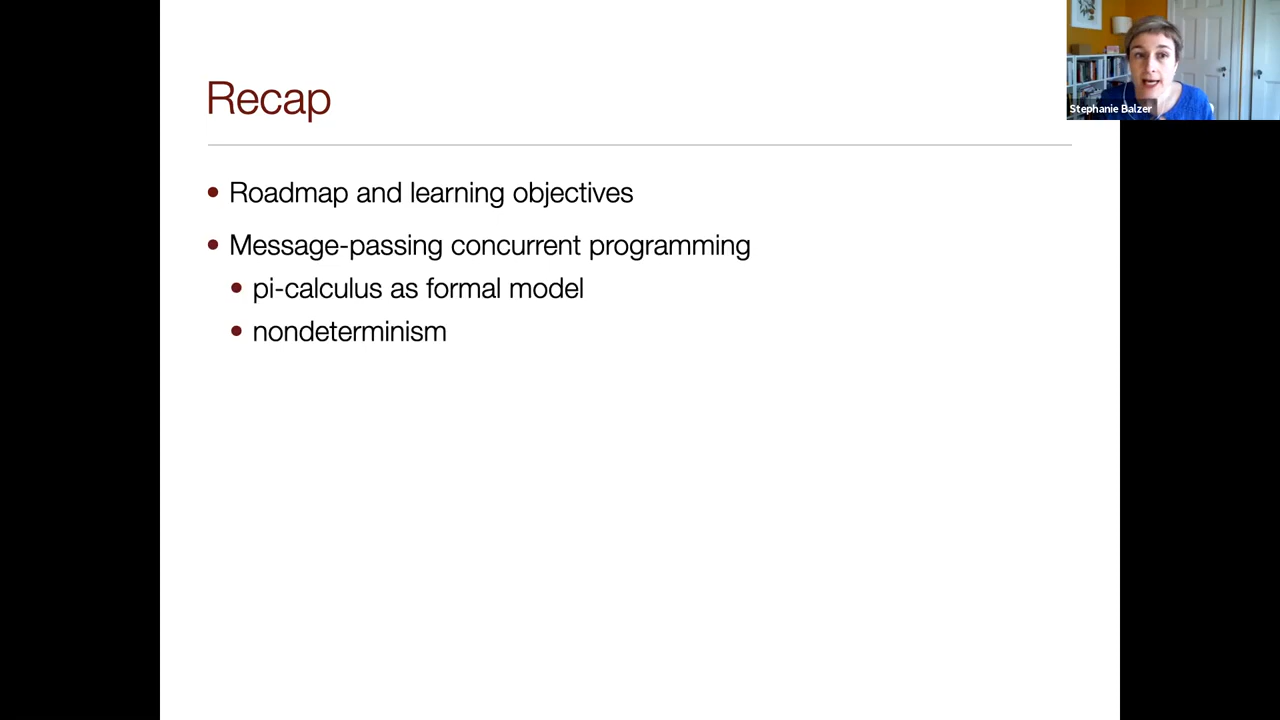 Recap
Stephanie Balzer
• Roadmap and learning objectives
• Message-passing concurrent programming
• pi-calculus as formal model
• nondeterminism